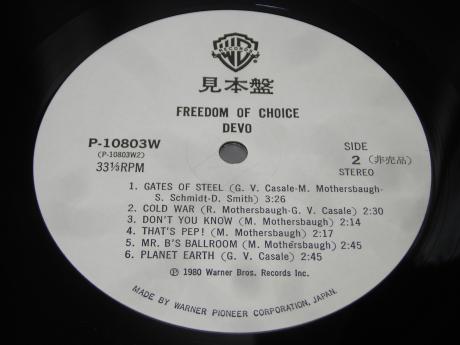 WB
RECORDS
見本盤
FREEDOM OF CHOICE
DEVO
P-10803W
(P-10803W2)
33⅓RPM
SIDE
2 (非売品)
STEREO
1. GATES OF STEEL (G. V. Casale-M. Mothersbaugh-
S. Schmidt-D. Smith) 3:26
2. COLD WAR (R. Mothersbaugh-G. V. Casale) 2:30
3. DON'T YOU KNOW (M. Mothersbaugh) 2:14
4. THAT'S PEP! (M. Mothersbaugh) 2:17
5. MR. B'S BALLROOM (M. Mothersbaugh) 2:45
6. PLANET EARTH (G. V. Casale) 2:45
Ⓟ 1980 Warner Bros. Records Inc.
MADE BY WARNER PIONEER CORPORATION, JAPAN.